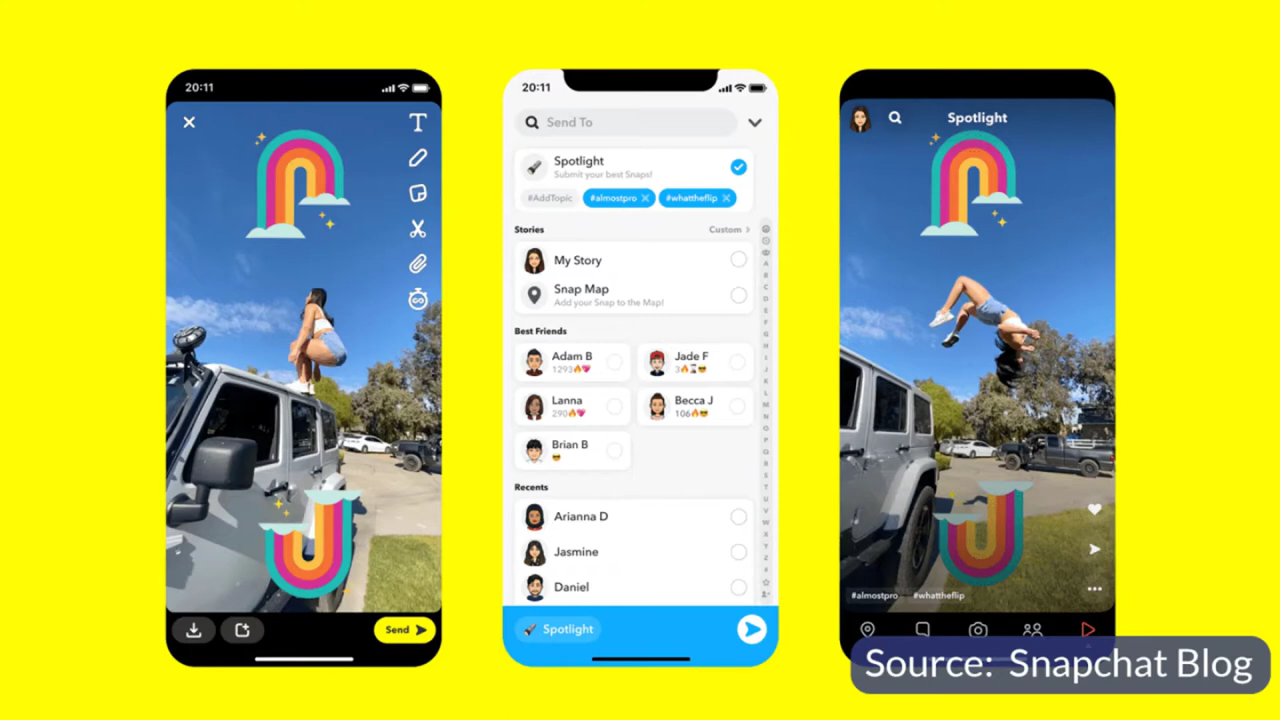 20:11
T
Send
20:11
Send To
Spotlight
Submit your best Snaps!
#AddTopic #almostpro #whattheflip
Stories Custom
My Story
Snap Map
Add your Snap to the Map!
Best Friends
Adam B
1293🔥💗
Jade F
3🔥⌛😎
Lanna
290🔥💗
Becca J
106🔥😎
Brian B
😎
Recents
Arianna D
Jasmine
Daniel
A
B
C
D
E
F
G
H
I
J
K
L
M
N
O
P
Q
R
S
T
U
V
W
X
Y
Z
#
Spotlight
Spotlight
#almostpro #whattheflip
Source: Snapchat Blog